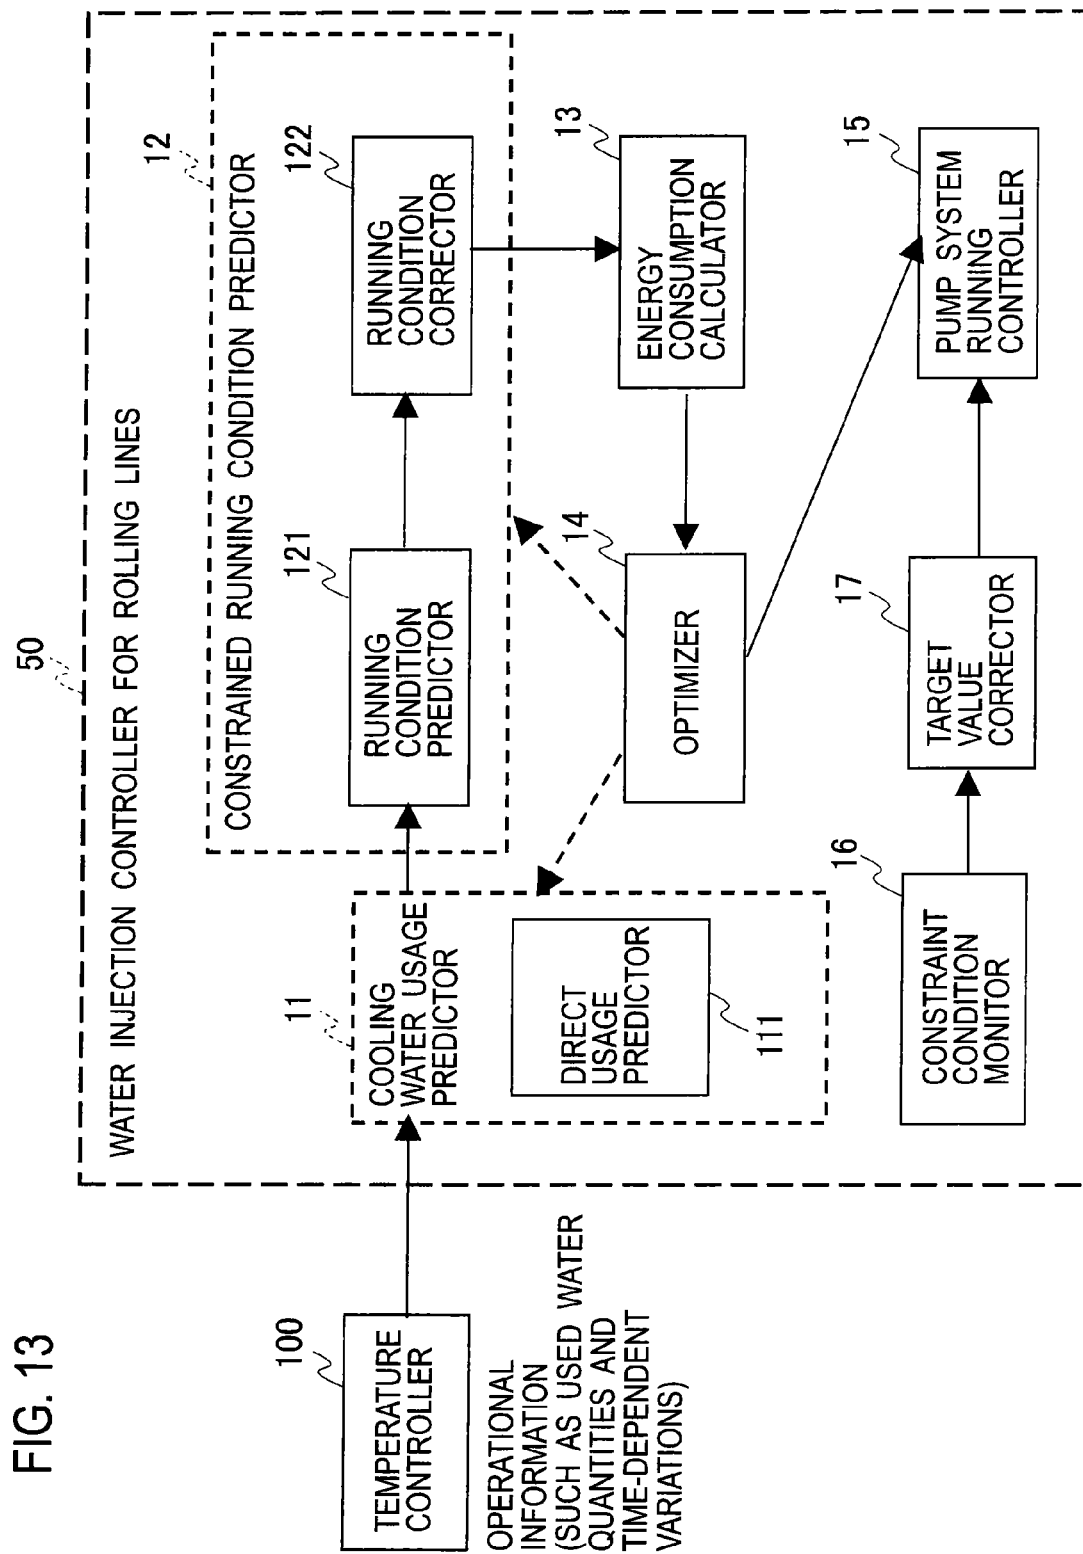 FIG. 13
50
WATER INJECTION CONTROLLER FOR ROLLING LINES
12
CONSTRAINED RUNNING CONDITION PREDICTOR
100
TEMPERATURE
CONTROLLER
OPERATIONAL
INFORMATION
(SUCH AS USED WATER
QUANTITIES AND
TIME-DEPENDENT
VARIATIONS)
11
COOLING
WATER USAGE
PREDICTOR
DIRECT
USAGE
PREDICTOR
111
121
RUNNING
CONDITION
PREDICTOR
122
RUNNING
CONDITION
CORRECTOR
14
OPTIMIZER
13
ENERGY
CONSUMPTION
CALCULATOR
16
CONSTRAINT
CONDITION
MONITOR
17
TARGET
VALUE
CORRECTOR
15
PUMP SYSTEM
RUNNING
CONTROLLER